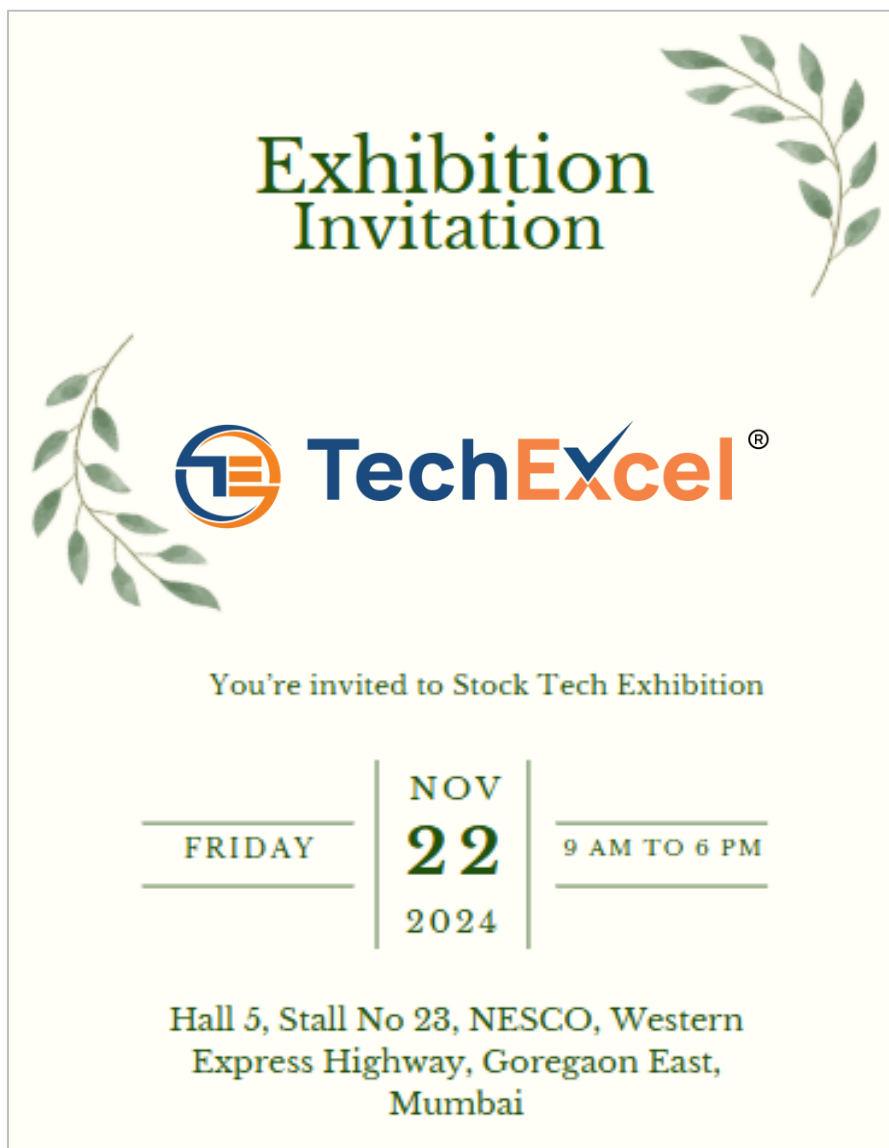 Exhibition
Invitation
TechExcel®
You're invited to Stock Tech Exhibition
NOV
FRIDAY 22 9 AM TO 6 PM
2024
Hall 5, Stall No 23, NESCO, Western
Express Highway, Goregaon East,
Mumbai